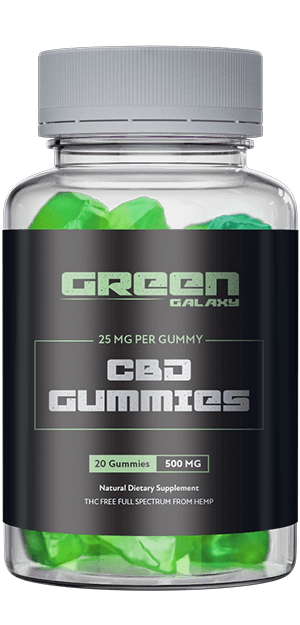 GREEN
GALAXY
25 MG PER GUMMY
CBD
GUMMIES
20 Gummies 500 MG
Natural Dietary Supplement
THC FREE FULL SPECTRUM FROM HEMP